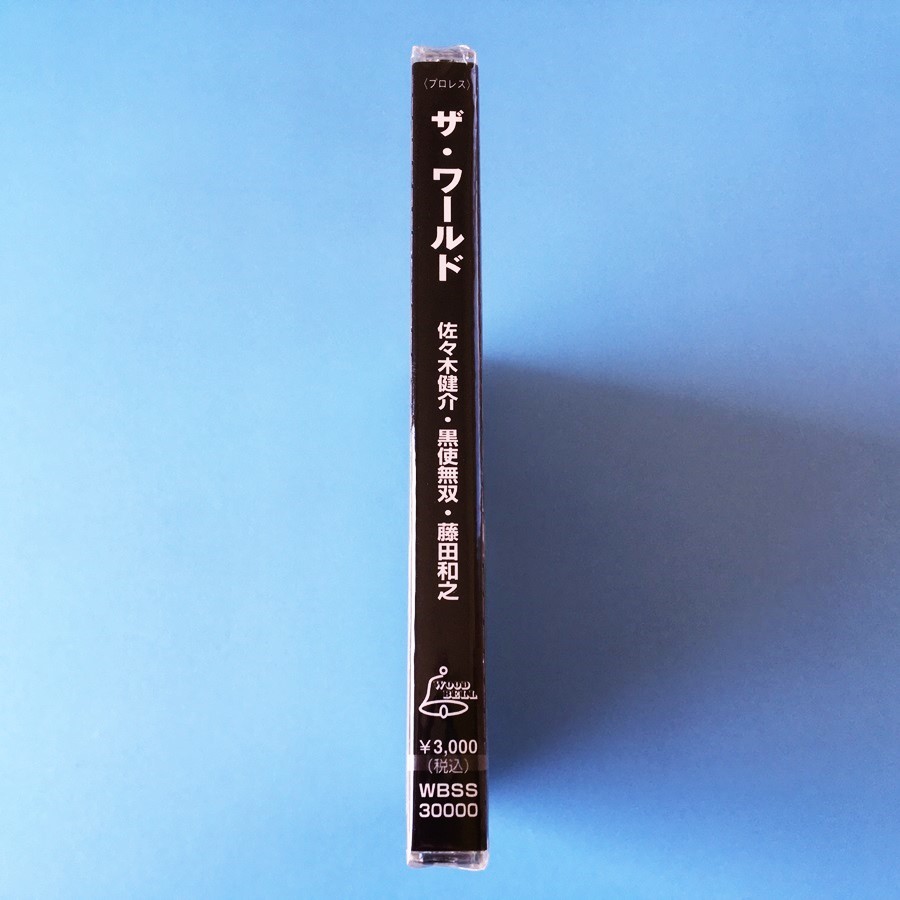 〈プロレス〉
ザ・ワールド
佐々木健介・黒使無双・藤田和之
WOOD
BELL
￥3,000
(税込)
WBSS
30000